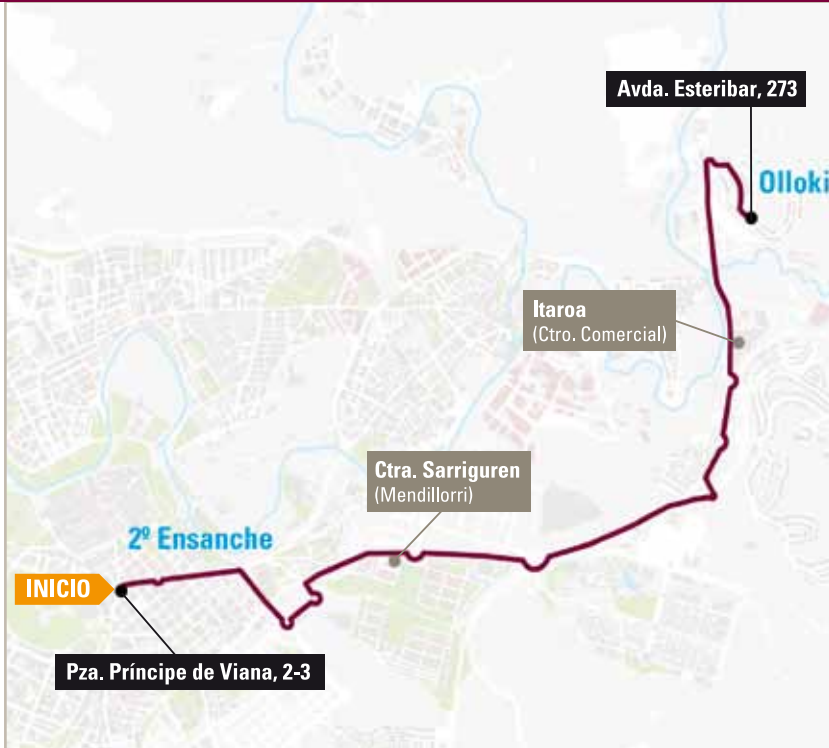 Avda. Esteribar, 273
Olloki
Itaroa
(Ctro. Comercial)
Ctra. Sarriguren
(Mendillorri)
2º Ensanche
INICIO
Pza. Príncipe de Viana, 2-3